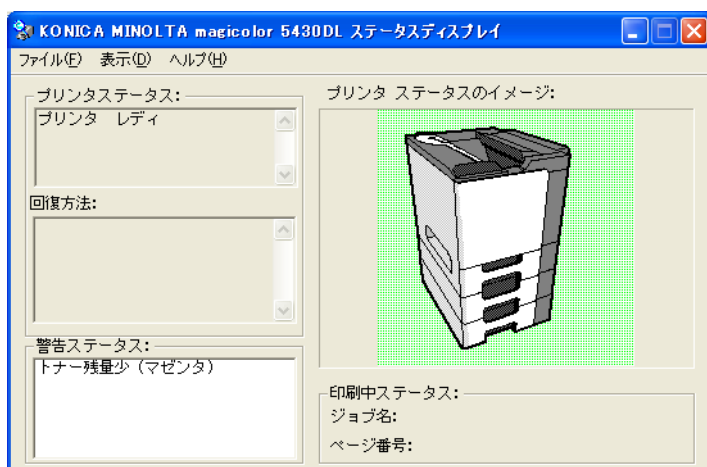 KONICA MINOLTA magicolor 5430DL ステータスディスプレイ
ファイル(F) 表示(D) ヘルプ(H)
プリンタステータス:
プリンタ レディ
回復方法:
警告ステータス:
トナー残量少（マゼンタ）
プリンタ ステータスのイメージ:
印刷中ステータス:
ジョブ名:
ページ番号: